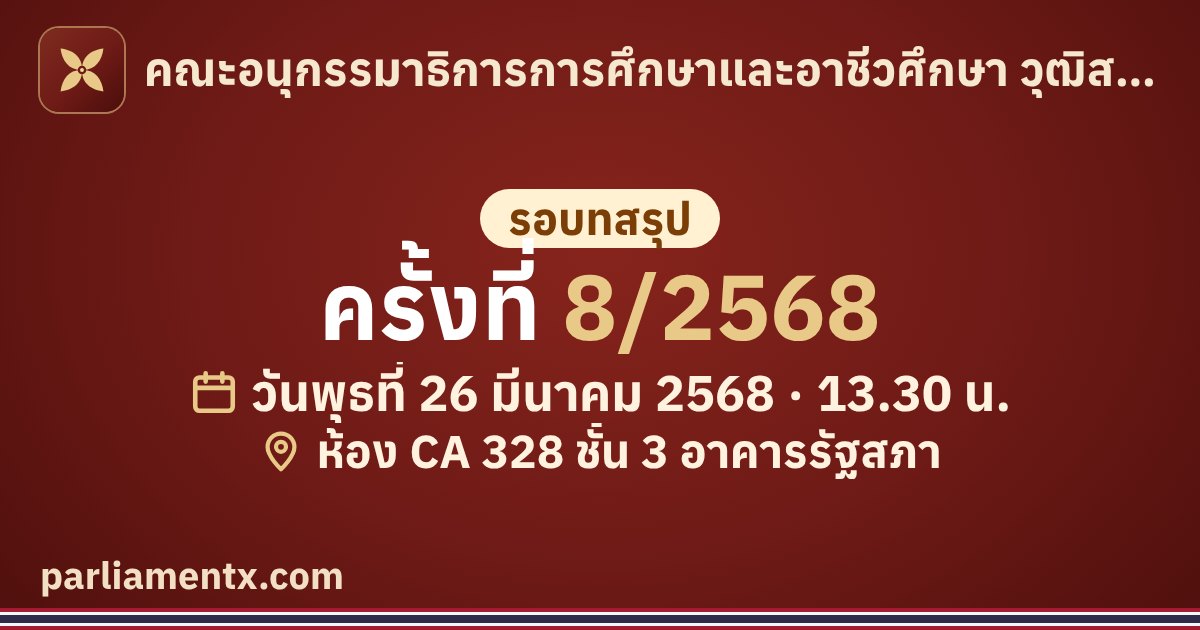 คณะอนุกรรมาธิการการศึกษาและอาชีวศึกษา วุฒิส...
รอบทสรุป
ครั้งที่ 8/2568
วันพุธที่ 26 มีนาคม 2568 · 13.30 น.
ห้อง CA 328 ชั้น 3 อาคารรัฐสภา
parliamentx.com